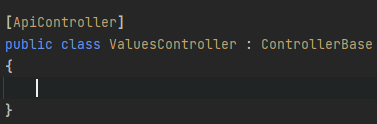 [ApiController]
public class ValuesController : ControllerBase
{
}